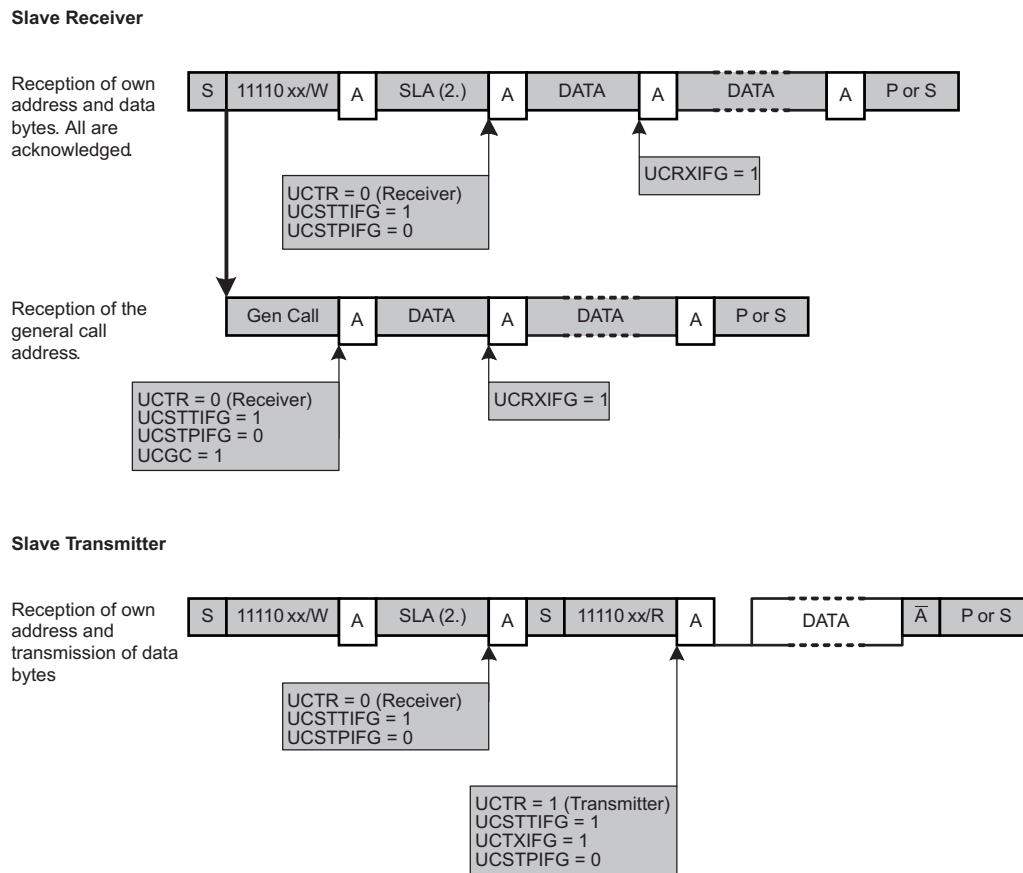 Slave Receiver
Reception of own
address and data
bytes. All are
acknowledged.
S 11110 xx/W A SLA (2.) A DATA A DATA A P or S
UCTR = 0 (Receiver)
UCSTTIFG = 1
UCSTPIFG = 0
UCRXIFG = 1
Reception of the
general call
address.
Gen Call A DATA A DATA A P or S
UCTR = 0 (Receiver)
UCSTTIFG = 1
UCSTPIFG = 0
UCGC = 1
UCRXIFG = 1
Slave Transmitter
Reception of own
address and
transmission of data
bytes
S 11110 xx/W A SLA (2.) A S 11110 xx/R A DATA A̅ P or S
UCTR = 0 (Receiver)
UCSTTIFG = 1
UCSTPIFG = 0
UCTR = 1 (Transmitter)
UCSTTIFG = 1
UCTXIFG = 1
UCSTPIFG = 0